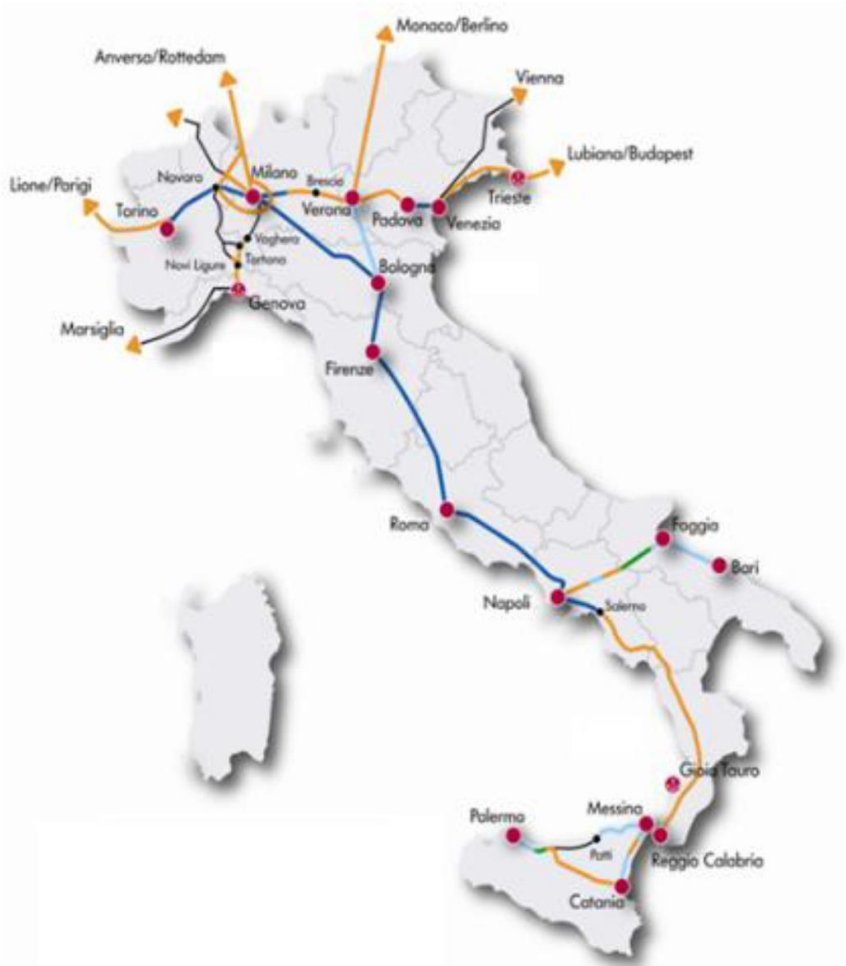 Monaco/Berlino
Anversa/Rottedam
Vienna
Lubiana/Budapest
Lione/Parigi
Novara
Milano
Brescia
Verona
Padova
Venezia
Trieste
Torino
Voghera
Tortona
Novi Ligure
Bologna
Genova
Marsiglia
Firenze
Roma
Foggia
Bari
Napoli
Salerno
Gioia Tauro
Messina
Palermo
Patti
Reggio Calabria
Catania